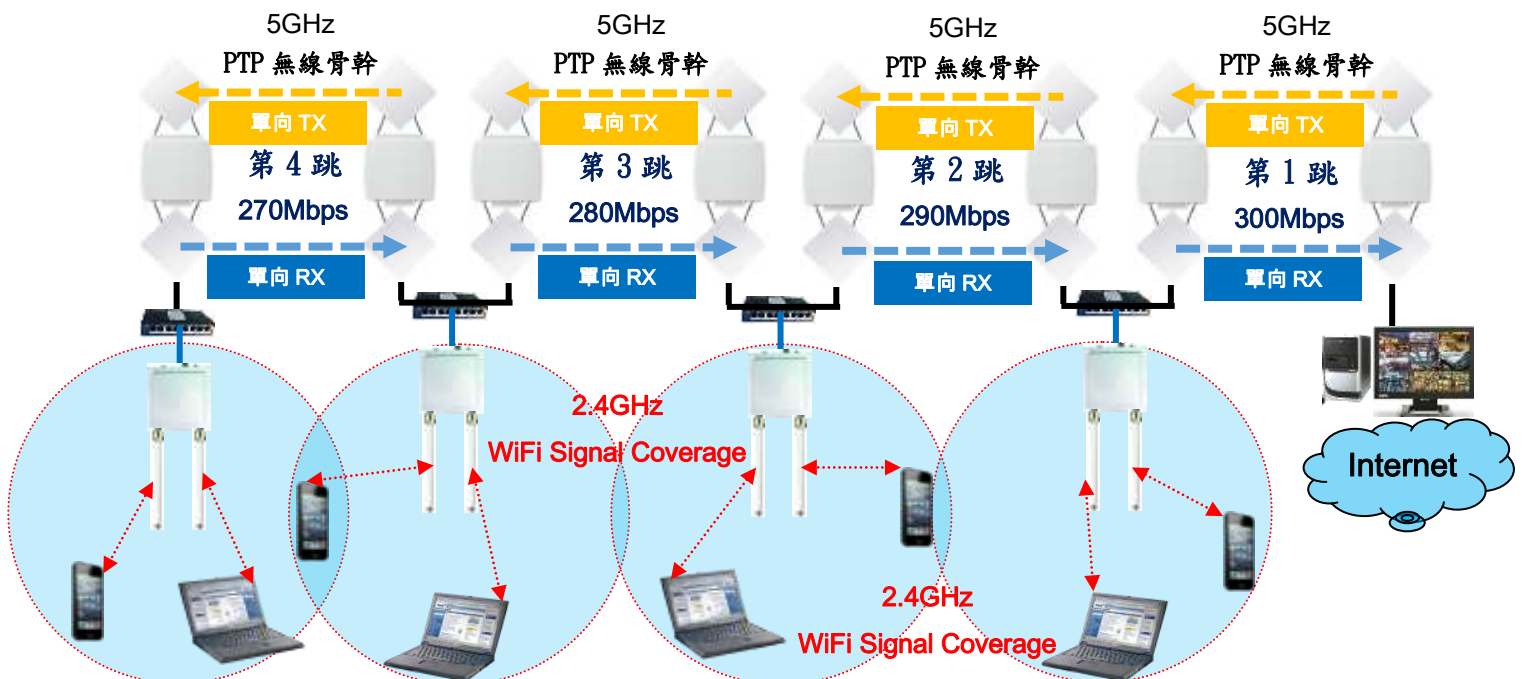 5GHz
PTP 無線骨幹
單向 TX
第 4 跳
270Mbps
單向 RX
5GHz
PTP 無線骨幹
單向 TX
第 3 跳
280Mbps
單向 RX
5GHz
PTP 無線骨幹
單向 TX
第 2 跳
290Mbps
單向 RX
5GHz
PTP 無線骨幹
單向 TX
第 1 跳
300Mbps
單向 RX
2.4GHz
WiFi Signal Coverage
2.4GHz
WiFi Signal Coverage
Internet